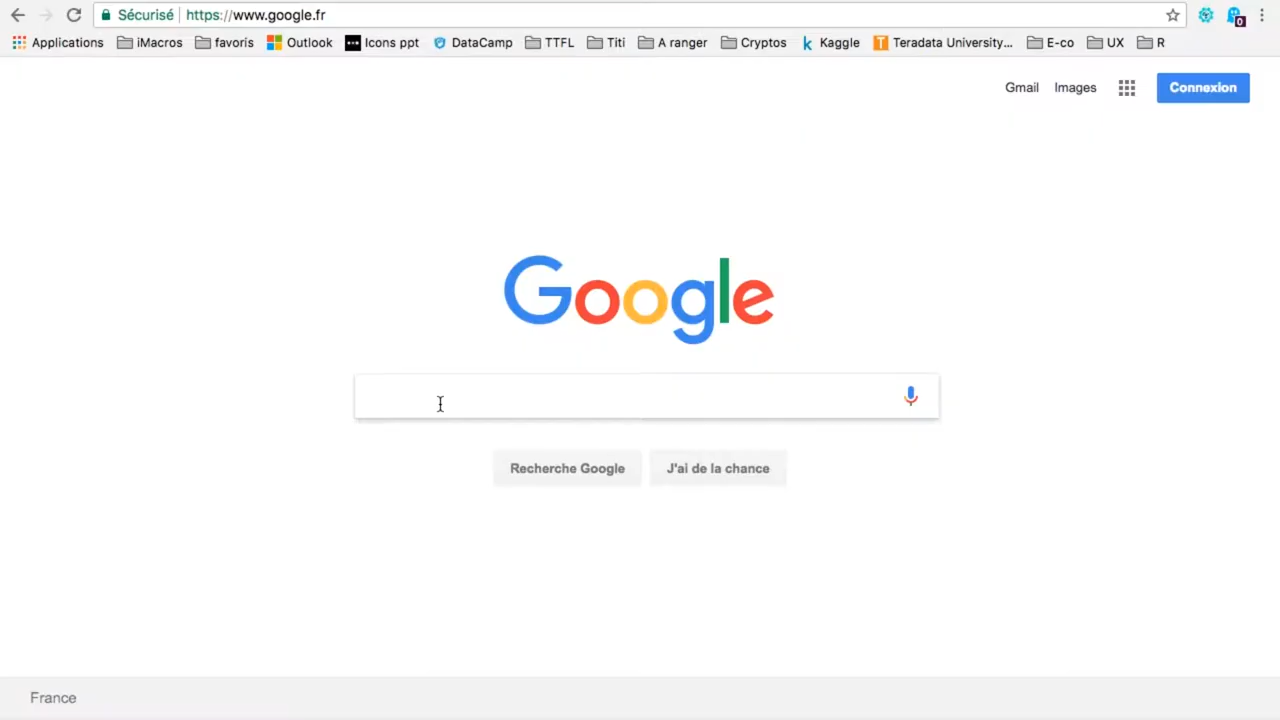 Sécurisé https://www.google.fr
Applications iMacros favoris Outlook Icons ppt DataCamp TTFL Titi A ranger Cryptos Kaggle Teradata University... E-co UX R
Gmail Images Connexion
Google
Recherche Google J'ai de la chance
France